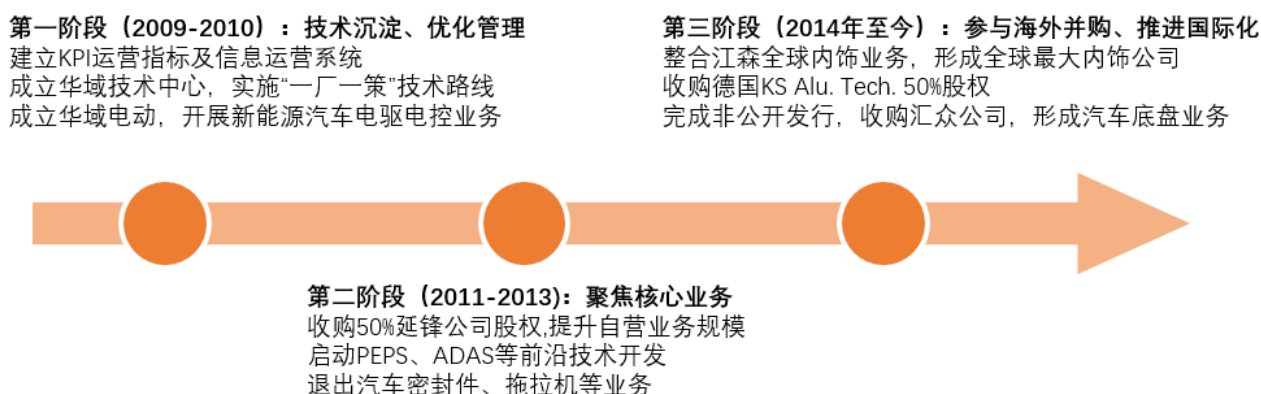 第一阶段（2009-2010）：技术沉淀、优化管理
建立KPI运营指标及信息运营系统
成立华域技术中心，实施“一厂一策”技术路线
成立华域电动，开展新能源汽车电驱电控业务
第三阶段（2014年至今）：参与海外并购、推进国际化
整合江森全球内饰业务，形成全球最大内饰公司
收购德国KS Alu. Tech. 50%股权
完成非公开发行，收购汇众公司，形成汽车底盘业务
第二阶段（2011-2013)：聚焦核心业务
收购50%延锋公司股权,提升自营业务规模
启动PEPS、ADAS等前沿技术开发
退出汽车密封件、拖拉机等业务